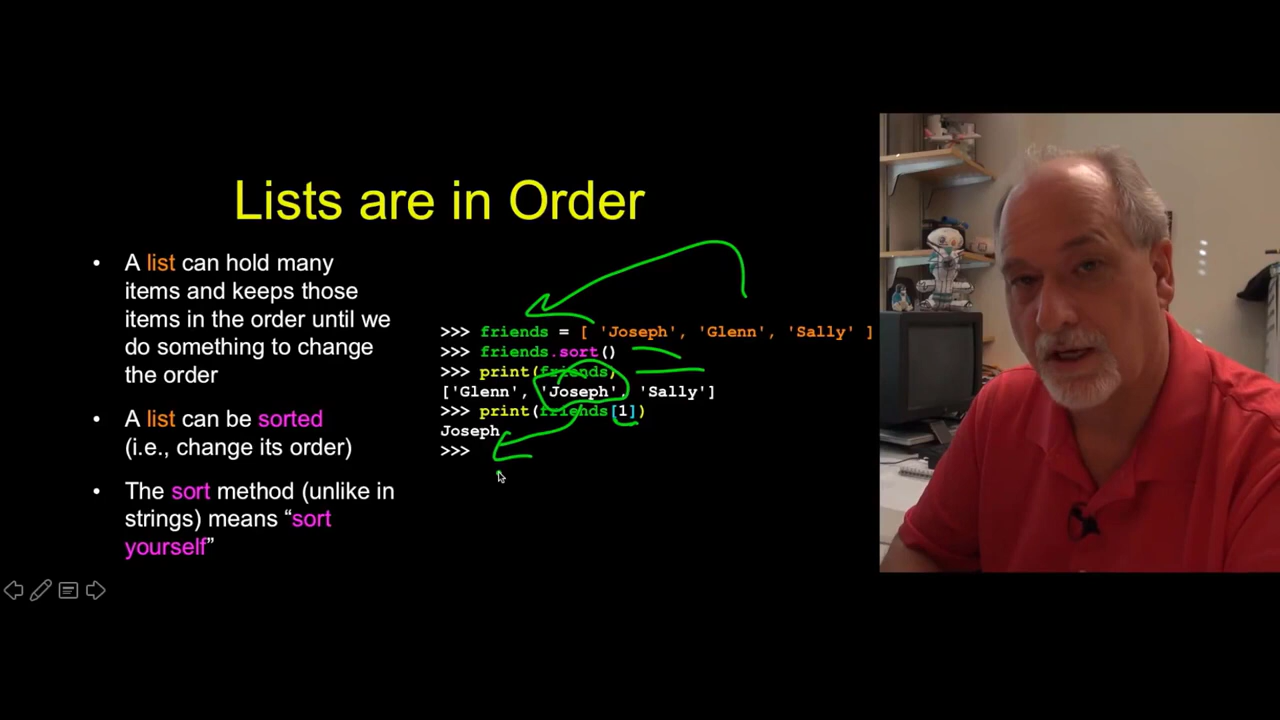 Lists are in Order
• A list can hold many
items and keeps those
items in the order until we
do something to change
the order
• A list can be sorted
(i.e., change its order)
• The sort method (unlike in
strings) means “sort
yourself”
>>> friends = [ 'Joseph', 'Glenn', 'Sally' ]
>>> friends.sort()
>>> print(friends)
['Glenn', 'Joseph', 'Sally']
>>> print(friends[1])
Joseph
>>>